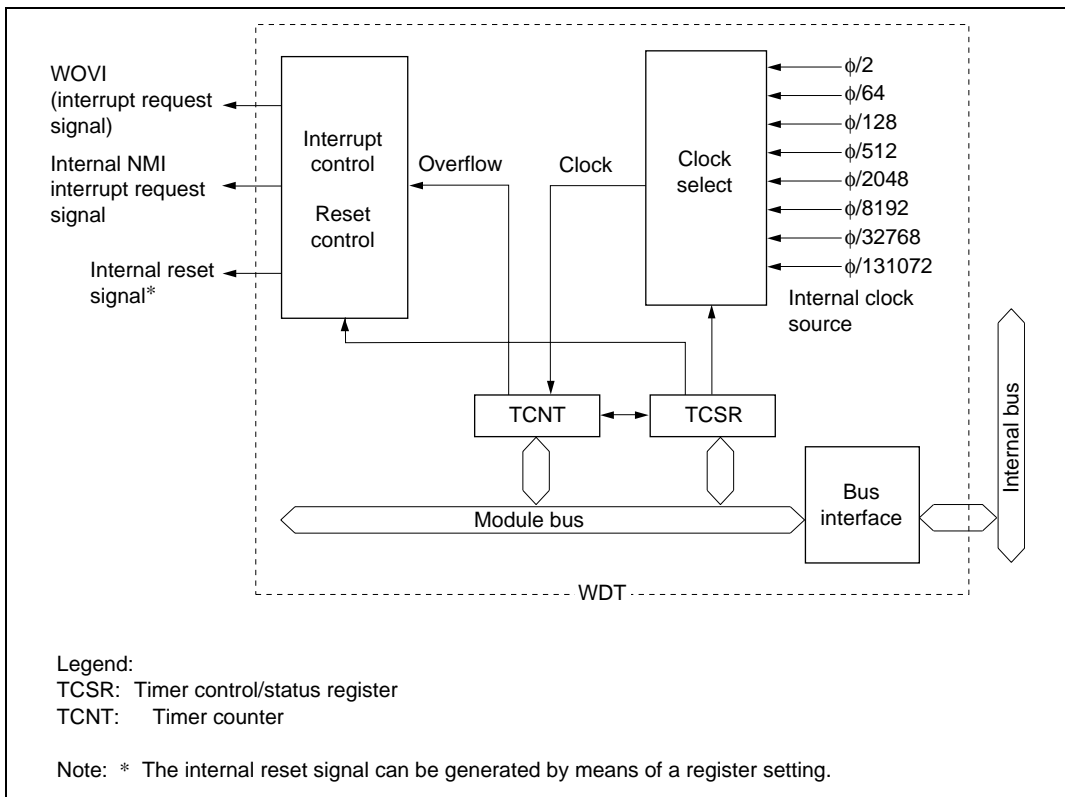 WOVI
(interrupt request
signal)
Internal NMI
interrupt request
signal
Internal reset
signal*
Interrupt
control
Reset
control
Overflow
Clock
Clock
select
ϕ/2
ϕ/64
ϕ/128
ϕ/512
ϕ/2048
ϕ/8192
ϕ/32768
ϕ/131072
Internal clock
source
TCNT
TCSR
Module bus
Bus
interface
Internal bus
WDT
Legend:
TCSR: Timer control/status register
TCNT: Timer counter
Note: * The internal reset signal can be generated by means of a register setting.